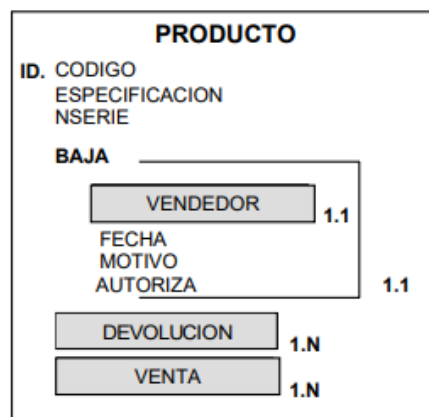 PRODUCTO
ID. CODIGO
ESPECIFICACION
NSERIE
BAJA
VENDEDOR 1.1
FECHA
MOTIVO
AUTORIZA 1.1
DEVOLUCION 1.N
VENTA 1.N